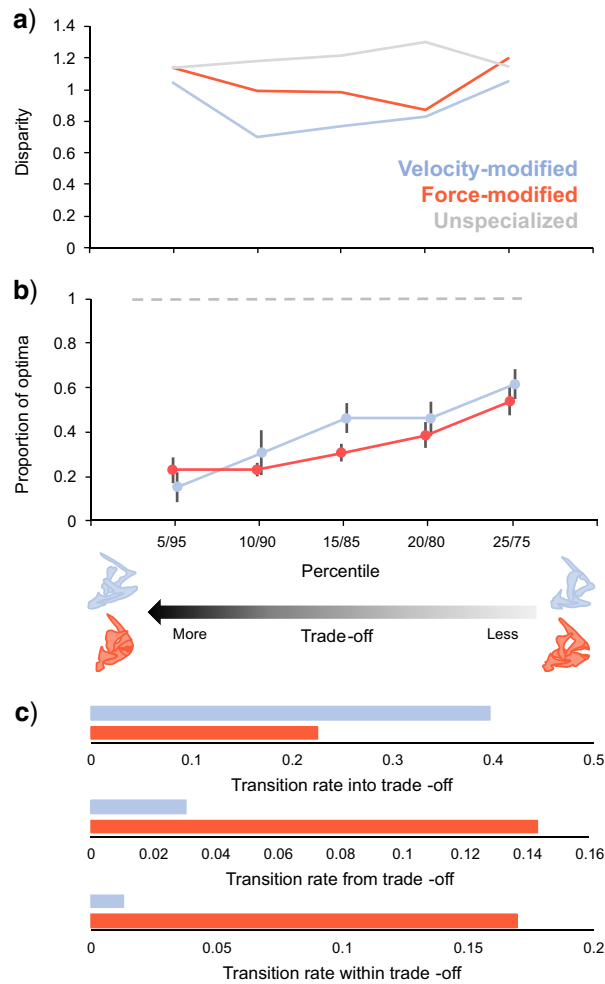 a)
1.4
1.2
1
0.8
0.6
0.4
0.2
0
Disparity
Velocity-modified
Force-modified
Unspecialized
b)
1
0.8
0.6
0.4
0.2
0
Proportion of optima
5/95 10/90 15/85 20/80 25/75
Percentile
More Trade-off Less
c)
0 0.1 0.2 0.3 0.4 0.5
Transition rate into trade -off
0 0.02 0.04 0.06 0.08 0.1 0.12 0.14 0.16
Transition rate from trade -off
0 0.05 0.1 0.15 0.2
Transition rate within trade -off